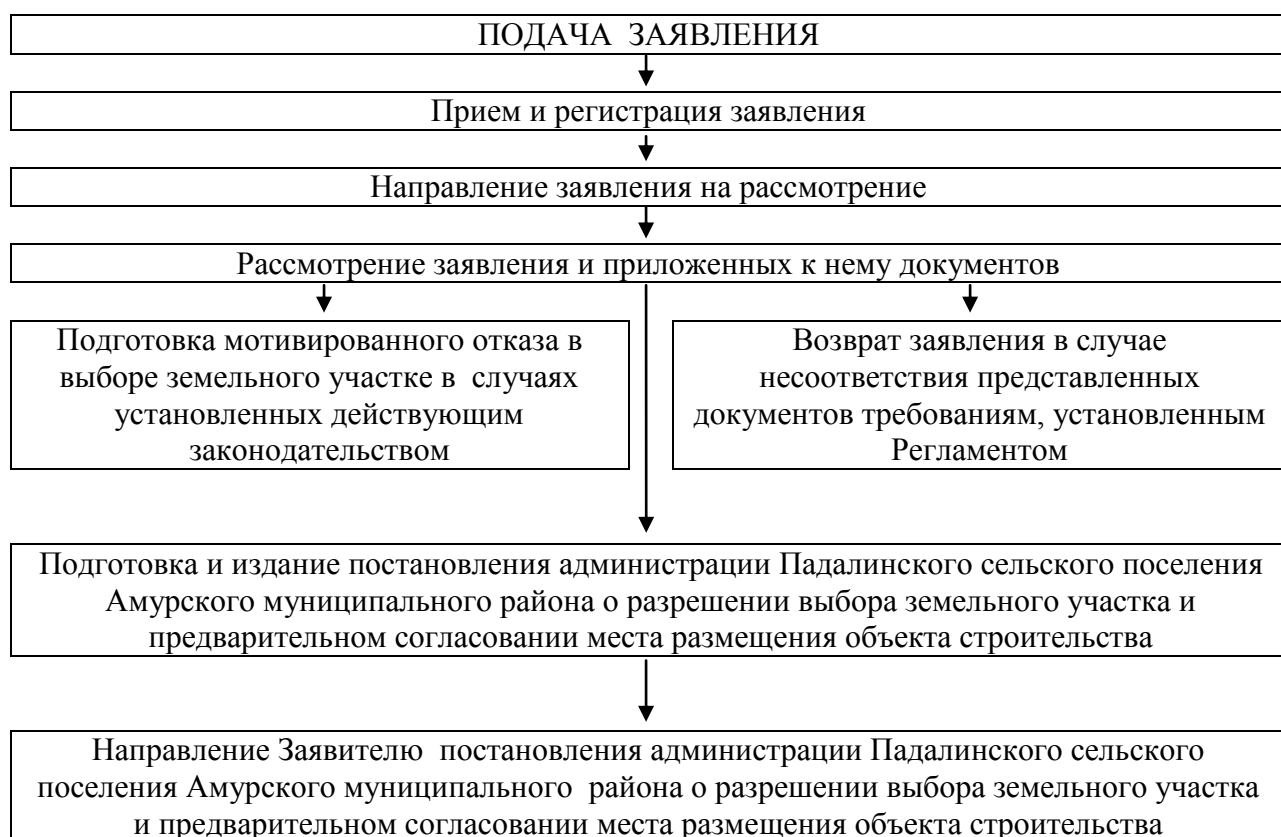 ПОДАЧА ЗАЯВЛЕНИЯ
Прием и регистрация заявления
Направление заявления на рассмотрение
Рассмотрение заявления и приложенных к нему документов
Подготовка мотивированного отказа в
выборе земельного участке в случаях
установленных действующим
законодательством
Возврат заявления в случае
несоответствия представленных
документов требованиям, установленным
Регламентом
Подготовка и издание постановления администрации Падалинского сельского поселения
Амурского муниципального района о разрешении выбора земельного участка и
предварительном согласовании места размещения объекта строительства
Направление Заявителю постановления администрации Падалинского сельского
поселения Амурского муниципального района о разрешении выбора земельного участка
и предварительном согласовании места размещения объекта строительства